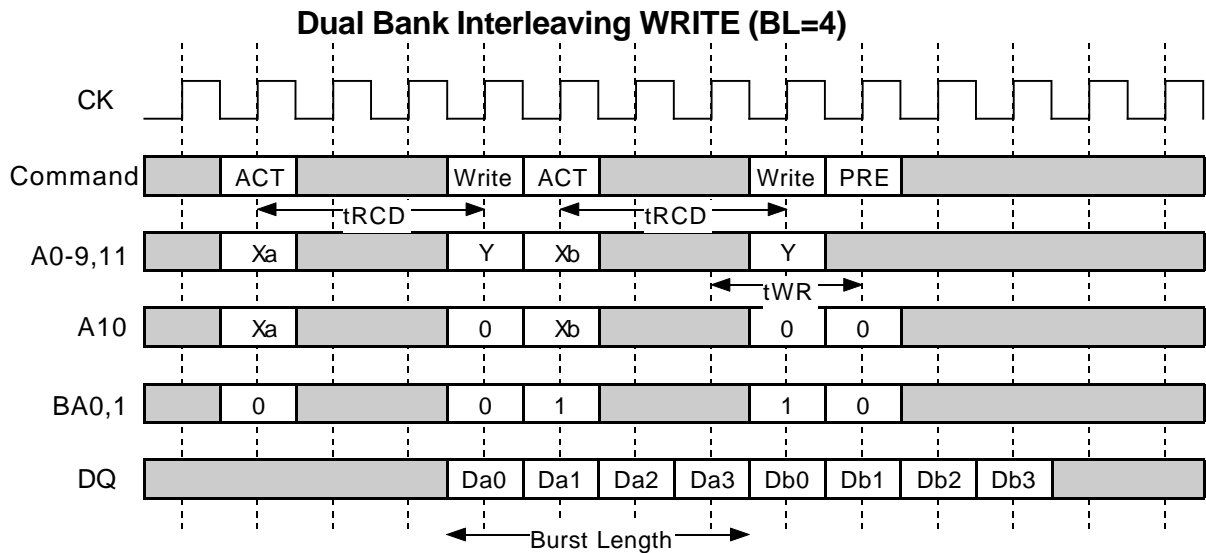 Dual Bank Interleaving WRITE (BL=4)
CK
Command ACT Write ACT Write PRE
tRCD tRCD
A0-9,11 Xa Y Xb Y
tWR
A10 Xa 0 Xb 0 0
BA0,1 0 0 1 1 0
DQ Da0 Da1 Da2 Da3 Db0 Db1 Db2 Db3
Burst Length